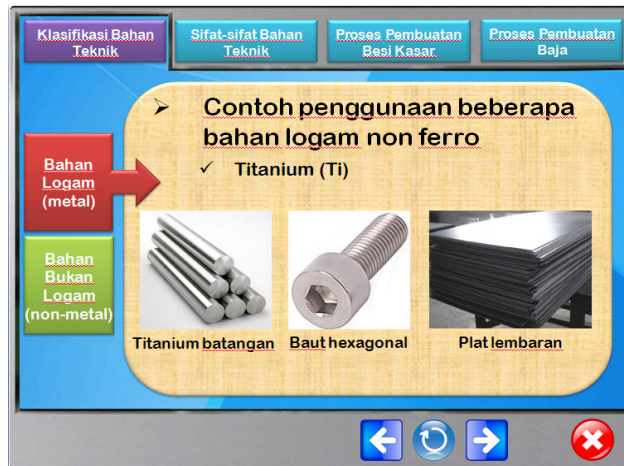 Klasifikasi Bahan
Teknik
Sifat-sifat Bahan
Teknik
Proses Pembuatan
Besi Kasar
Proses Pembuatan
Baja
Contoh penggunaan beberapa
bahan logam non ferro
Titanium (Ti)
Bahan
Logam
(metal)
Bahan
Bukan
Logam
(non-metal)
Titanium batangan
Baut hexagonal
Plat lembaran